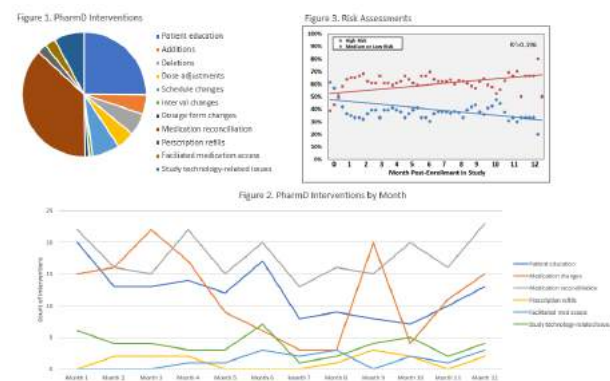 Figure 1. PharmD Interventions
Patient education
Additions
Deletions
Dose adjustments
Schedule changes
Interval changes
Dosage form changes
Medication reconciliation
Perscription refills
Faciliated medication access
Study technology-related issues
Figure 3. Risk Assessments
100%
90%
80%
70%
60%
50%
40%
30%
20%
10%
0%
High Risk
Medium or Low Risk
0 1 2 3 4 5 6 7 8 9 10 11 12
Month Post-Enrollment in Study
Figure 2. PharmD Interventions by Month
25
20
15
10
5
0
Count of Interventions
Month 1 Month 2 Month 3 Month 4 Month 5 Month 6 Month 7 Month 8 Month 9 Month 10 Month 11 Month 12
Patient education
Medication changes
Medication reconciliation
Prescription refills
Facilitated med access
Study technology-related issues